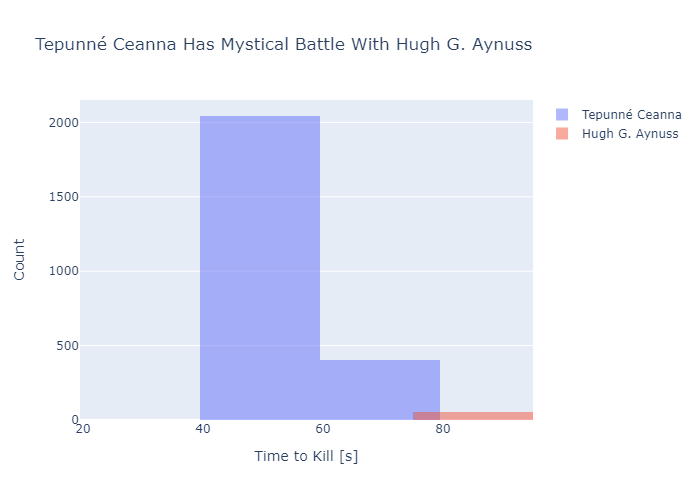 Tepunné Ceanna Has Mystical Battle With Hugh G. Aynuss
Tepunné Ceanna
Hugh G. Aynuss
2000
1500
1000
500
0
20
40
60
80
Count
Time to Kill [s]